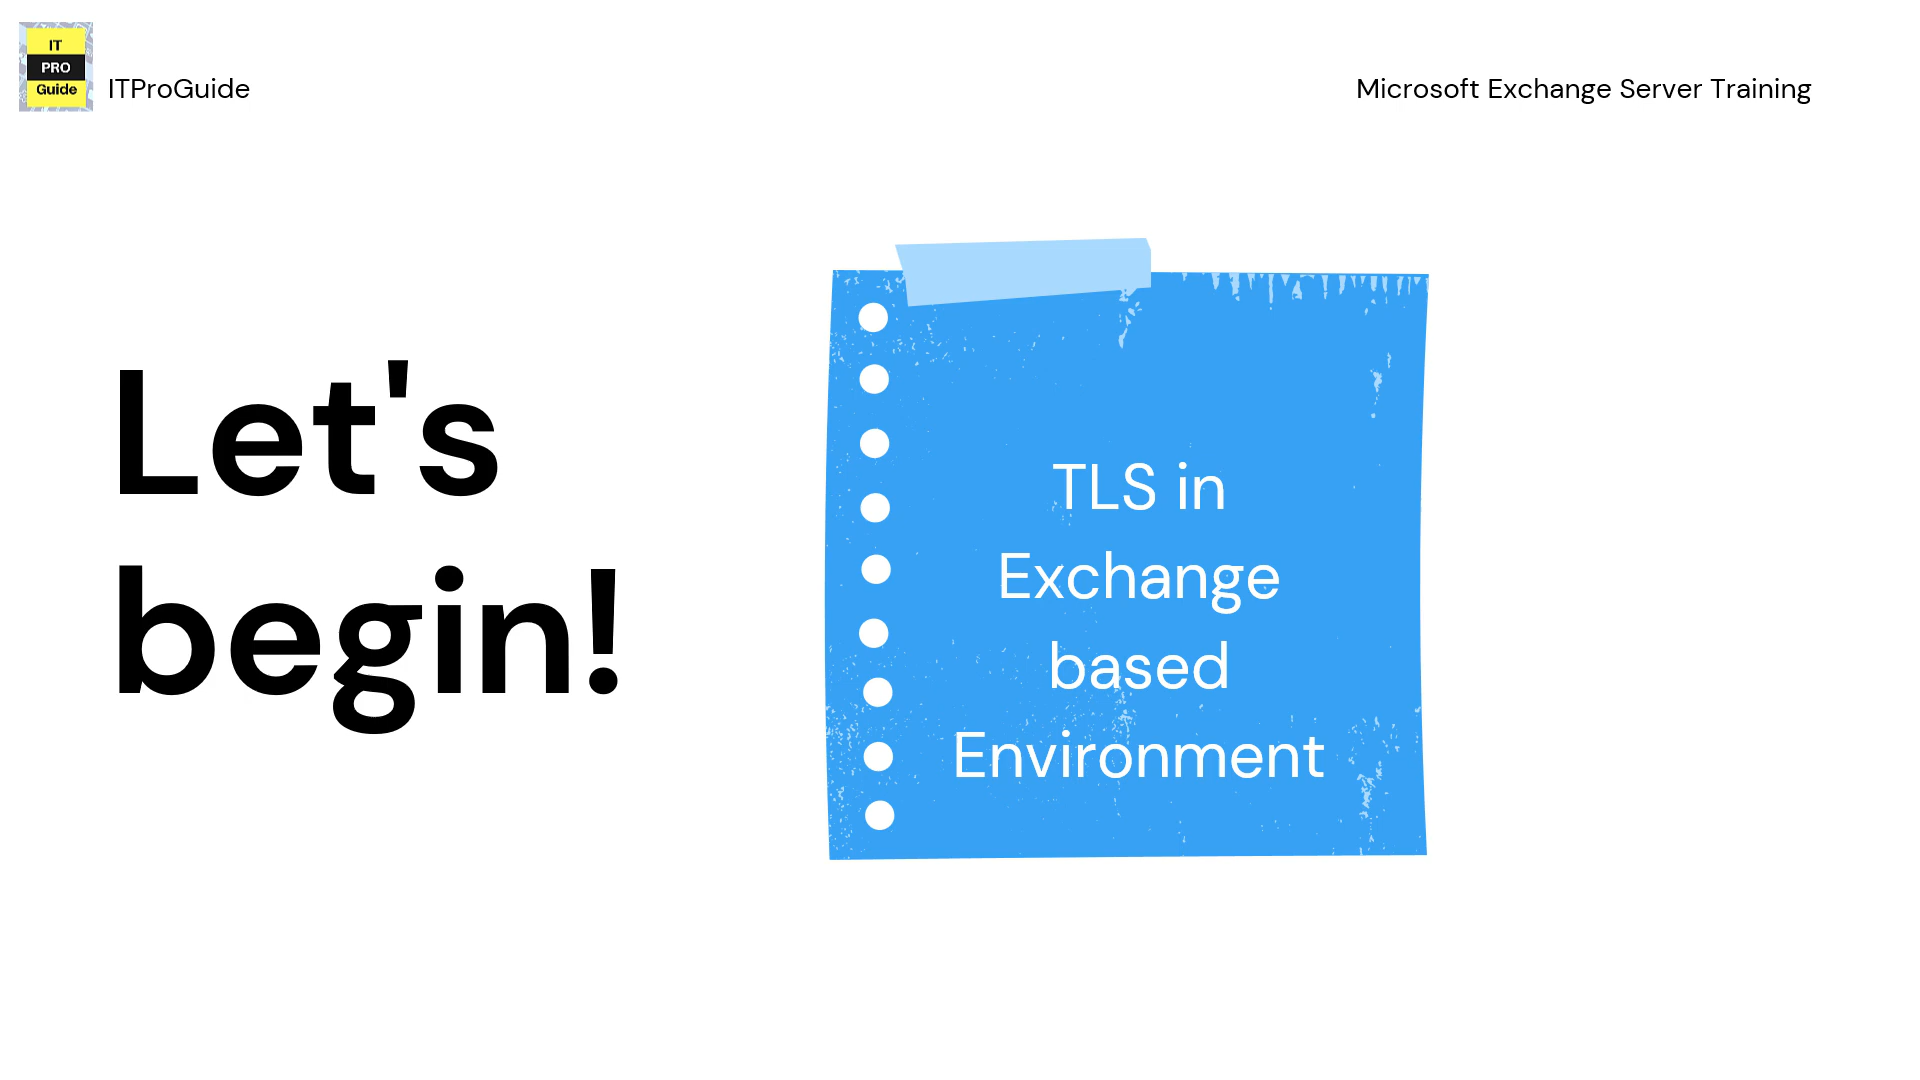 IT
PRO
Guide
ITProGuide
Microsoft Exchange Server Training
Let's
begin!
TLS in
Exchange
based
Environment